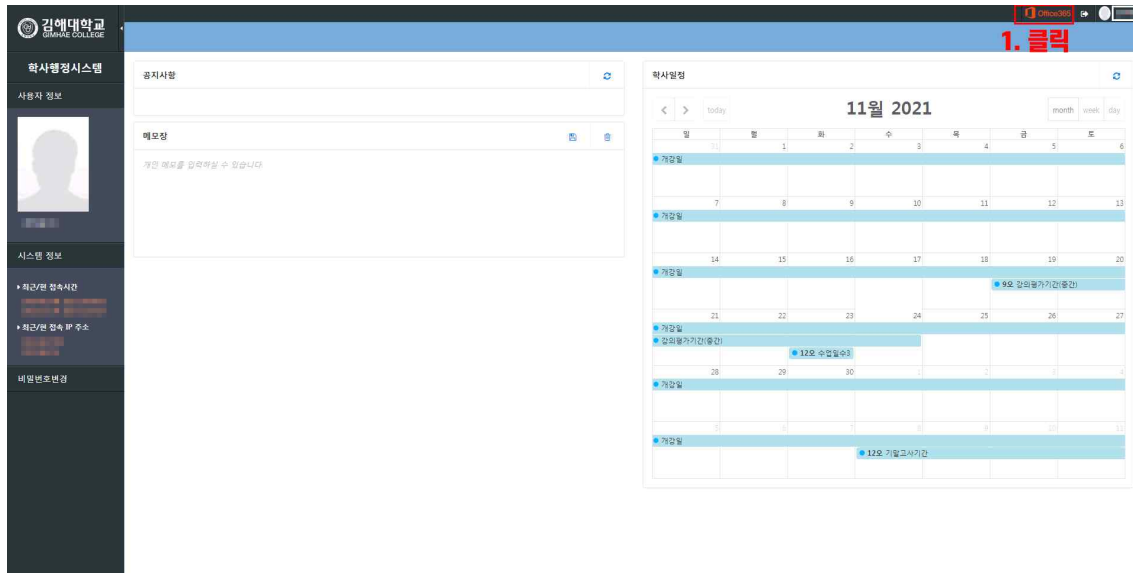 Office365
김해대학교
GIMHAE COLLEGE
1. 클릭
학사행정시스템
사용자 정보
시스템 정보
최근/현 접속시간
최근/현 접속 IP 주소
비밀번호변경
공지사항
메모장
개인 메모를 입력하실 수 있습니다.
학사일정
today
11월 2021
month week day
일 월 화 수 목 금 토
31 1 2 3 4 5 6
개강일
7 8 9 10 11 12 13
개강일
14 15 16 17 18 19 20
개강일
9오 강의평가기간(중간)
21 22 23 24 25 26 27
개강일
강의평가기간(중간)
12오 수업일수3
28 29 30 1 2 3 4
개강일
5 6 7 8 9 10 11
개강일
12오 기말고사기간